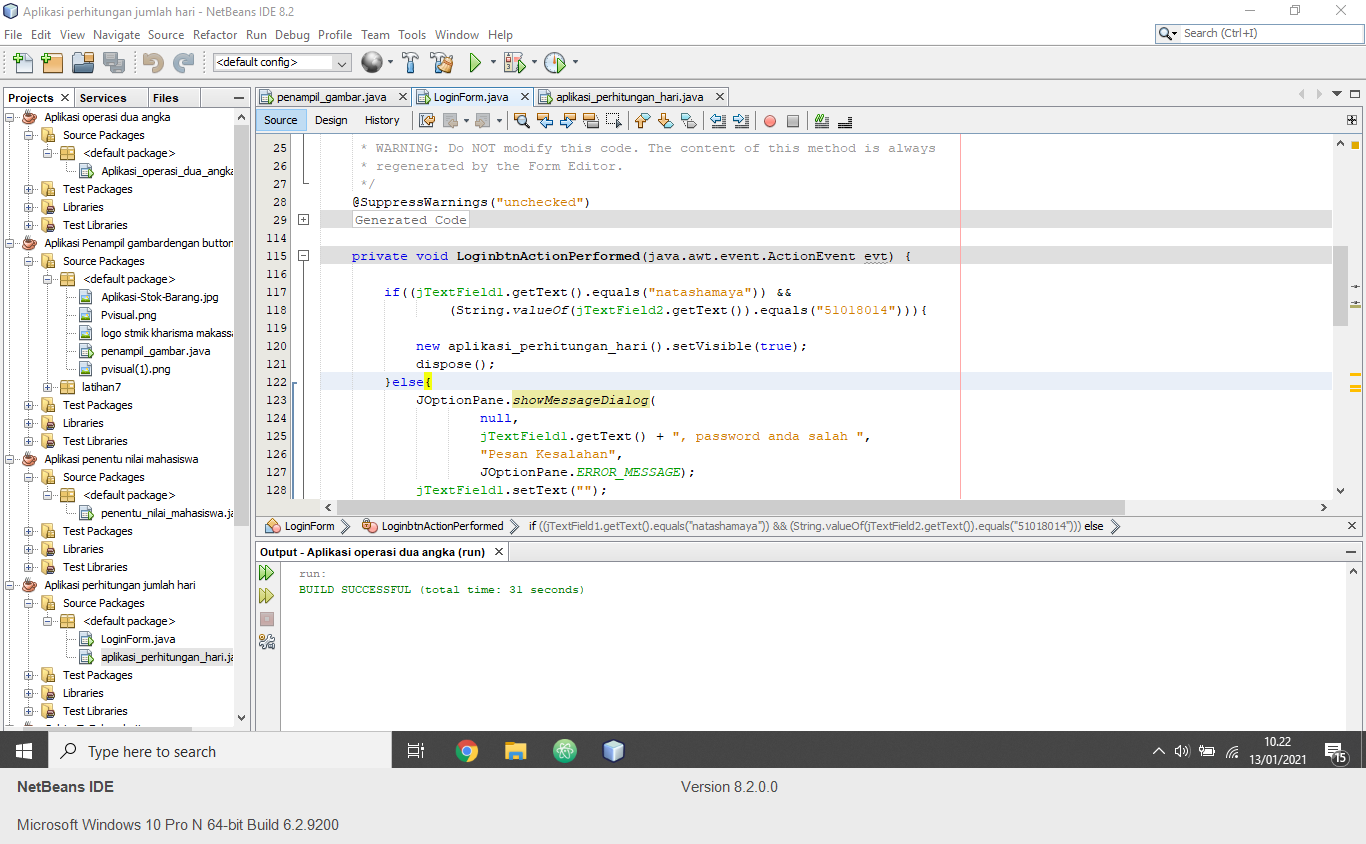 Aplikasi perhitungan jumlah hari - NetBeans IDE 8.2
File Edit View Navigate Source Refactor Run Debug Profile Team Tools Window Help
Search (Ctrl+I)
<default config>
Projects Services Files
Aplikasi operasi dua angka
Source Packages
<default package>
Aplikasi_operasi_dua_angka
Test Packages
Libraries
Test Libraries
Aplikasi Penampil gambardengan button
Source Packages
<default package>
Aplikasi-Stok-Barang.jpg
Pvisual.png
logo stmik kharisma makassa
penampil_gambar.java
pvisual(1).png
latihan7
Test Packages
Libraries
Test Libraries
Aplikasi penentu nilai mahasiswa
Source Packages
<default package>
penentu_nilai_mahasiswa.ja
Test Packages
Libraries
Test Libraries
Aplikasi perhitungan jumlah hari
Source Packages
<default package>
LoginForm.java
aplikasi_perhitungan_hari.ja
Test Packages
Libraries
Test Libraries
penampil_gambar.java LoginForm.java aplikasi_perhitungan_hari.java
Source Design History
25 * WARNING: Do NOT modify this code. The content of this method is always
26 * regenerated by the Form Editor.
27 */
28 @SuppressWarnings("unchecked")
29 Generated Code
114
115 private void LoginbtnActionPerformed(java.awt.event.ActionEvent evt) {
116
117 if((jTextField1.getText().equals("natashamaya")) &&
118 (String.valueOf(jTextField2.getText()).equals("51018014"))){
119
120 new aplikasi_perhitungan_hari().setVisible(true);
121 dispose();
122 }else{
123 JOptionPane.showMessageDialog(
124 null,
125 jTextField1.getText() + ", password anda salah ",
126 "Pesan Kesalahan",
127 JOptionPane.ERROR_MESSAGE);
128 jTextField1.setText("");
LoginForm LoginbtnActionPerformed if ((jTextField1.getText().equals("natashamaya")) && (String.valueOf(jTextField2.getText()).equals("51018014"))) else
Output - Aplikasi operasi dua angka (run)
run:
BUILD SUCCESSFUL (total time: 31 seconds)
Type here to search
10.22
13/01/2021
15
NetBeans IDE Version 8.2.0.0
Microsoft Windows 10 Pro N 64-bit Build 6.2.9200